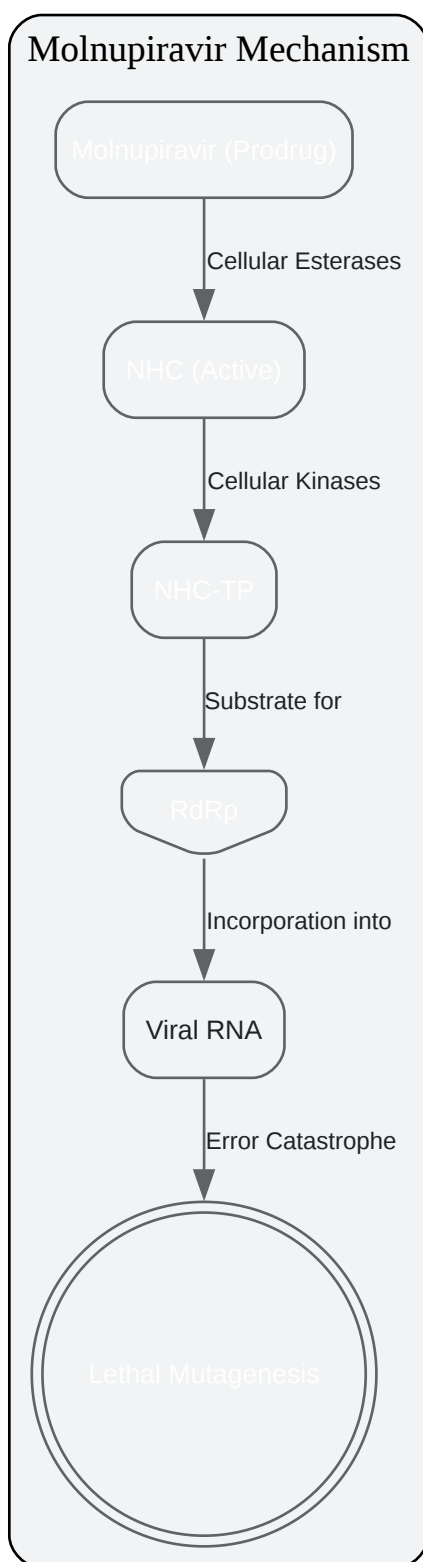 Molnupiravir Mechanism
Molnupiravir (Prodrug)
Cellular Esterases
NHC (Active)
Cellular Kinases
NHC-TP
Substrate for
RdRp
Incorporation into
Viral RNA
Error Catastrophe
Lethal Mutagenesis